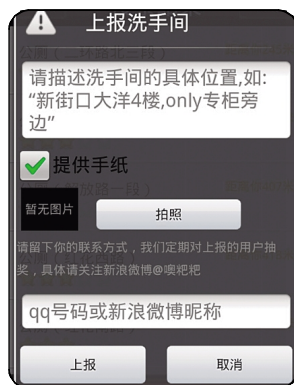 上报洗手间
请描述洗手间的具体位置,如:
“新街口大洋4楼,only专柜旁
边”
提供手纸
暂无图片
拍照
请留下你的联系方式，我们定期对上报的用户抽
奖，具体请关注新浪微博@噢粑粑
qq号码或新浪微博昵称
上报
取消